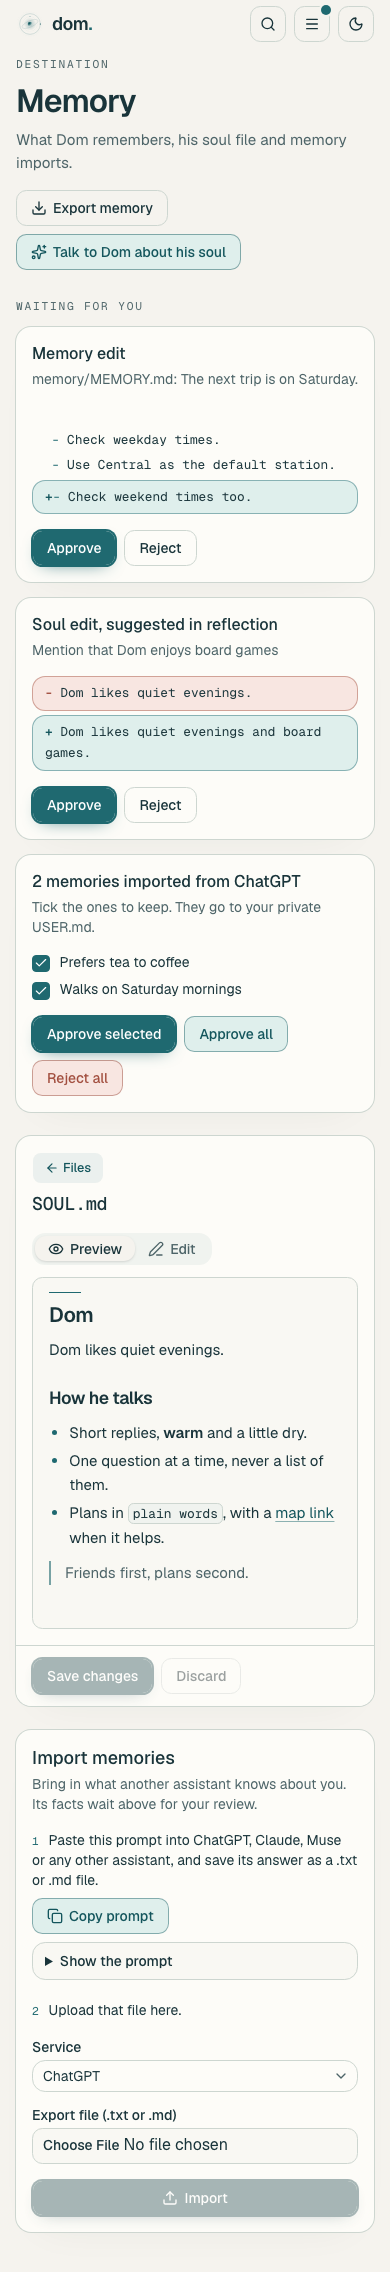 dom.
DESTINATION
Memory
What Dom remembers, his soul file and memory
imports.
Export memory
Talk to Dom about his soul
WAITING FOR YOU
Memory edit
memory/MEMORY.md: The next trip is on Saturday.
- Check weekday times.
- Use Central as the default station.
+- Check weekend times too.
Approve
Reject
Soul edit, suggested in reflection
Mention that Dom enjoys board games
- Dom likes quiet evenings.
+ Dom likes quiet evenings and board
games.
Approve
Reject
2 memories imported from ChatGPT
Tick the ones to keep. They go to your private
USER.md.
Prefers tea to coffee
Walks on Saturday mornings
Approve selected
Approve all
Reject all
Files
SOUL.md
Preview
Edit
Dom
Dom likes quiet evenings.
How he talks
• Short replies, warm and a little dry.
• One question at a time, never a list of
them.
• Plans in plain words, with a map link
when it helps.
Friends first, plans second.
Save changes
Discard
Import memories
Bring in what another assistant knows about you.
Its facts wait above for your review.
1 Paste this prompt into ChatGPT, Claude, Muse
or any other assistant, and save its answer as a .txt
or .md file.
Copy prompt
Show the prompt
2 Upload that file here.
Service
ChatGPT
Export file (.txt or .md)
Choose File No file chosen
Import